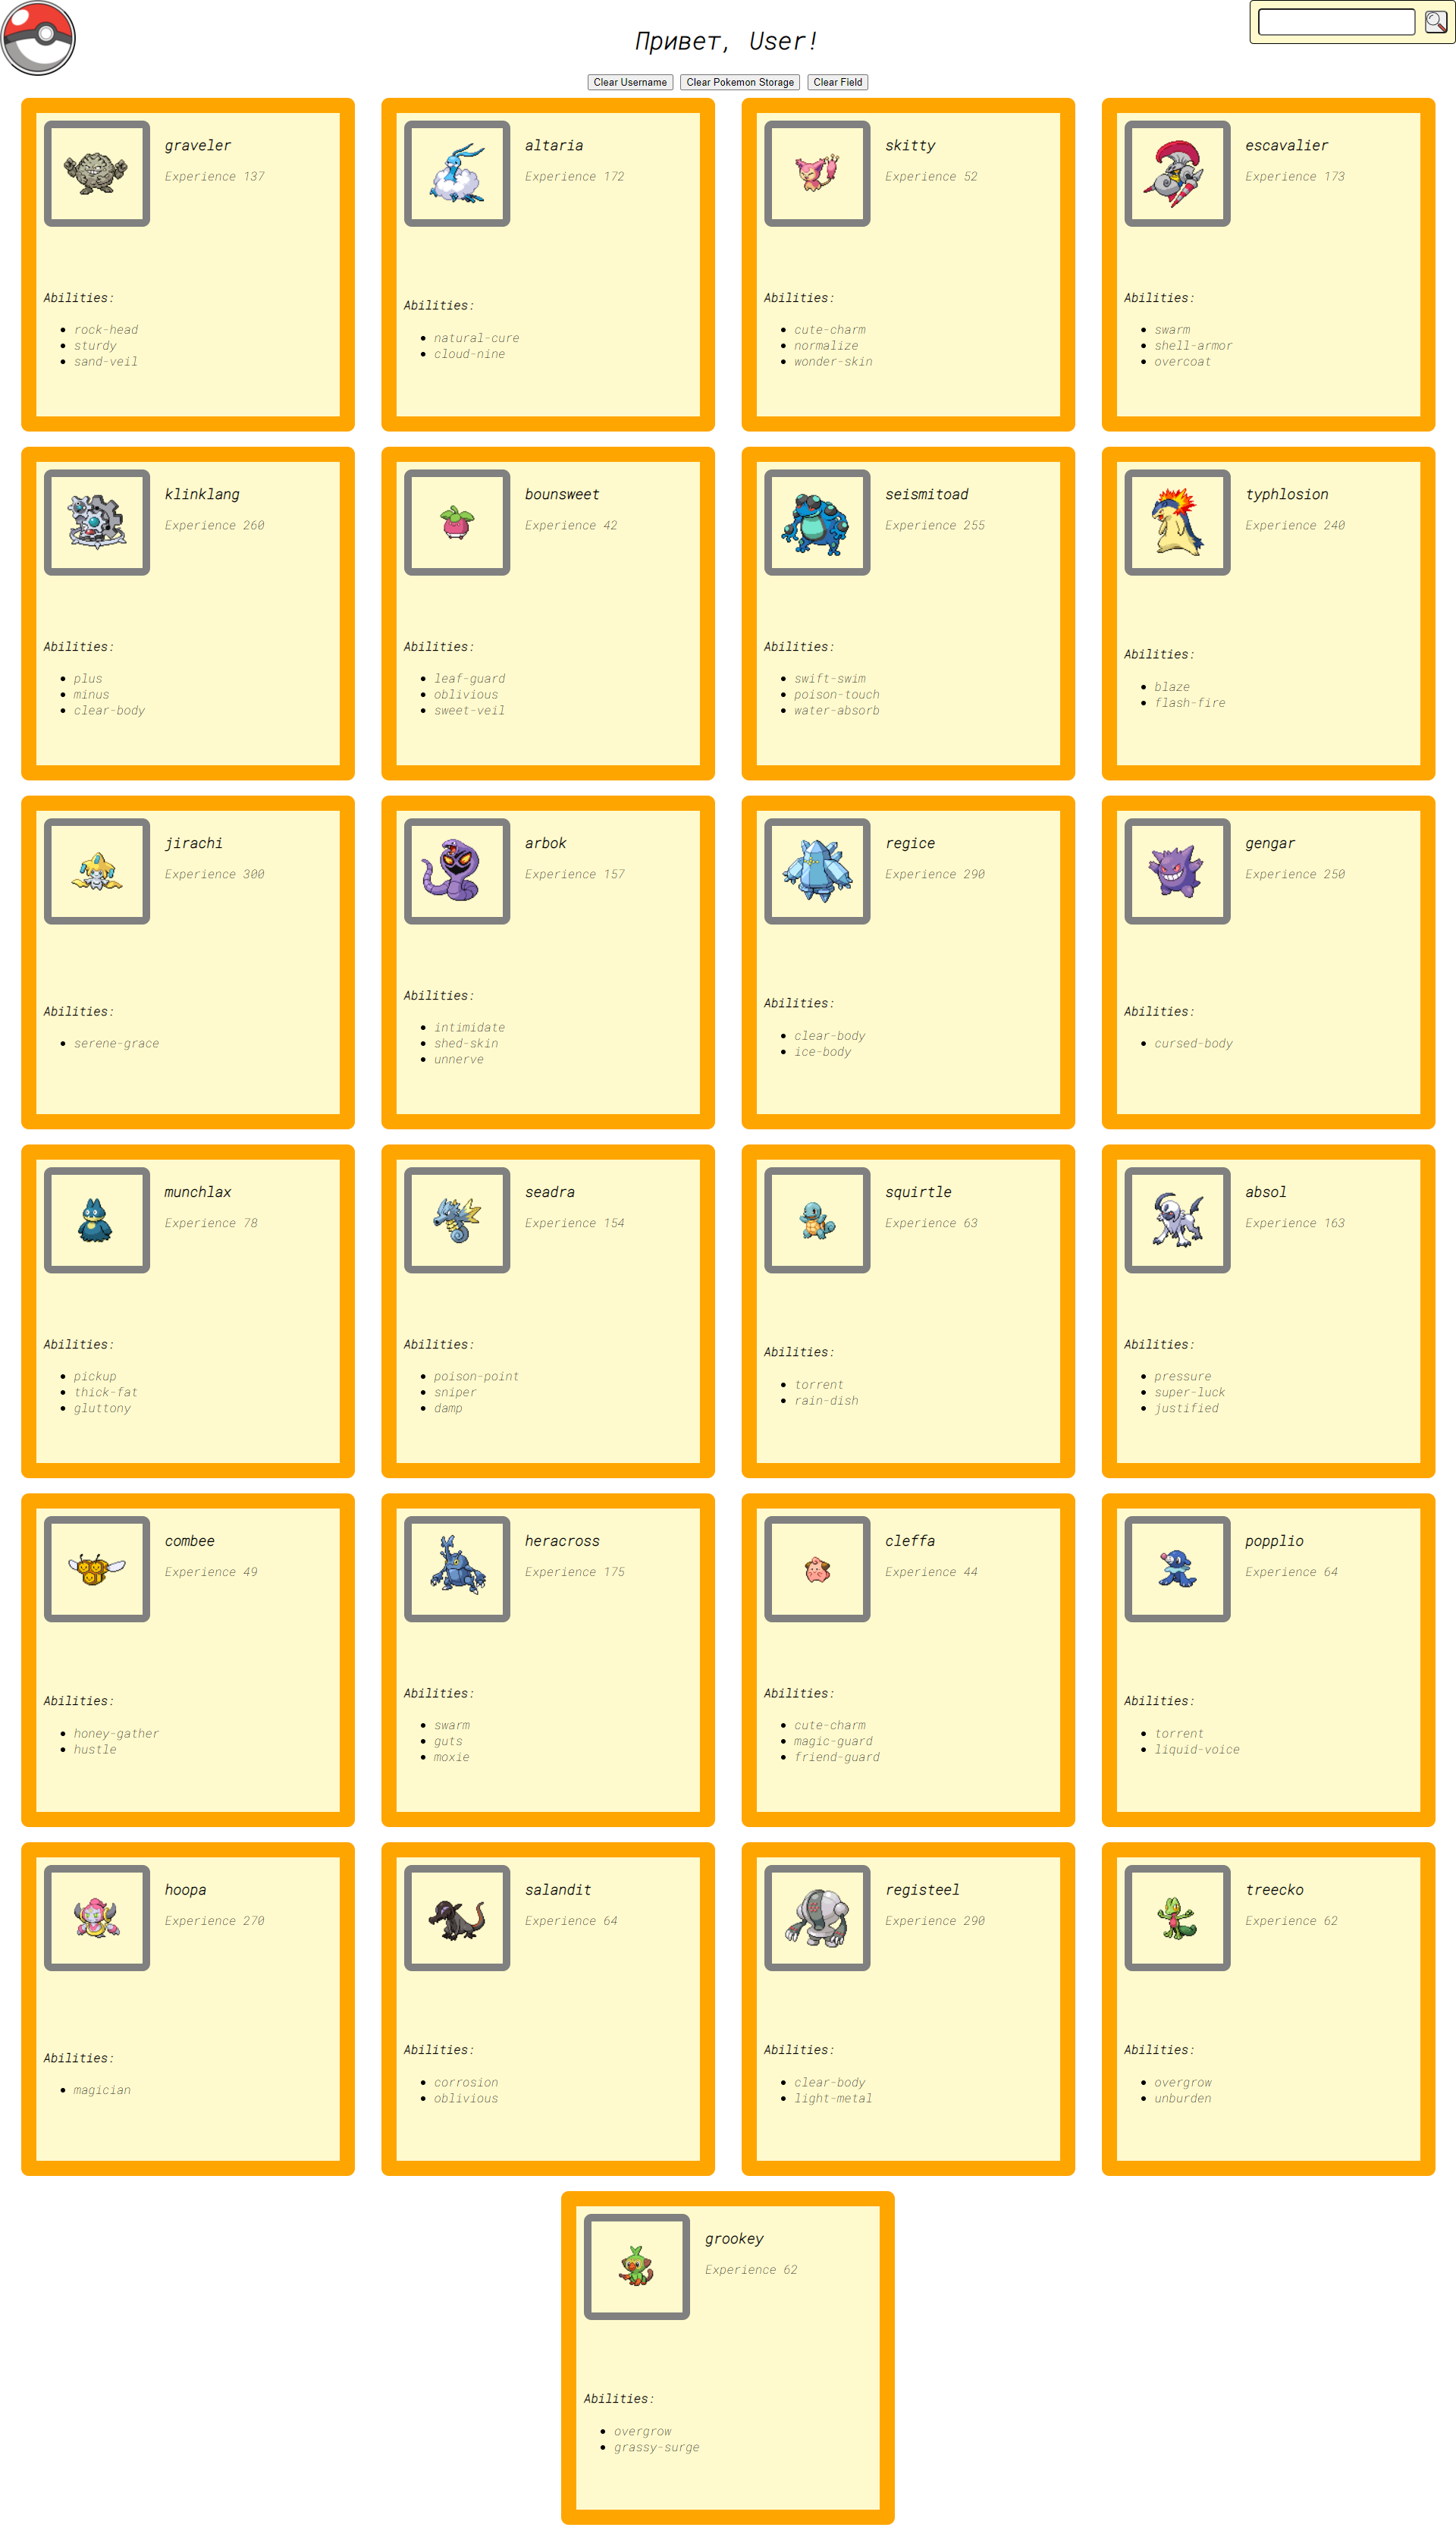 Привет, User!
Clear Username Clear Pokemon Storage Clear Field
graveler
Experience 137
Abilities:
rock-head
sturdy
sand-veil
altaria
Experience 172
Abilities:
natural-cure
cloud-nine
skitty
Experience 52
Abilities:
cute-charm
normalize
wonder-skin
escavalier
Experience 173
Abilities:
swarm
shell-armor
overcoat
klinklang
Experience 260
Abilities:
plus
minus
clear-body
bounsweet
Experience 42
Abilities:
leaf-guard
oblivious
sweet-veil
seismitoad
Experience 255
Abilities:
swift-swim
poison-touch
water-absorb
typhlosion
Experience 240
Abilities:
blaze
flash-fire
jirachi
Experience 300
Abilities:
serene-grace
arbok
Experience 157
Abilities:
intimidate
shed-skin
unnerve
regice
Experience 290
Abilities:
clear-body
ice-body
gengar
Experience 250
Abilities:
cursed-body
munchlax
Experience 78
Abilities:
pickup
thick-fat
gluttony
seadra
Experience 154
Abilities:
poison-point
sniper
damp
squirtle
Experience 63
Abilities:
torrent
rain-dish
absol
Experience 163
Abilities:
pressure
super-luck
justified
combee
Experience 49
Abilities:
honey-gather
hustle
heracross
Experience 175
Abilities:
swarm
guts
moxie
cleffa
Experience 44
Abilities:
cute-charm
magic-guard
friend-guard
popplio
Experience 64
Abilities:
torrent
liquid-voice
hoopa
Experience 270
Abilities:
magician
salandit
Experience 64
Abilities:
corrosion
oblivious
registeel
Experience 290
Abilities:
clear-body
light-metal
treecko
Experience 62
Abilities:
overgrow
unburden
grookey
Experience 62
Abilities:
overgrow
grassy-surge